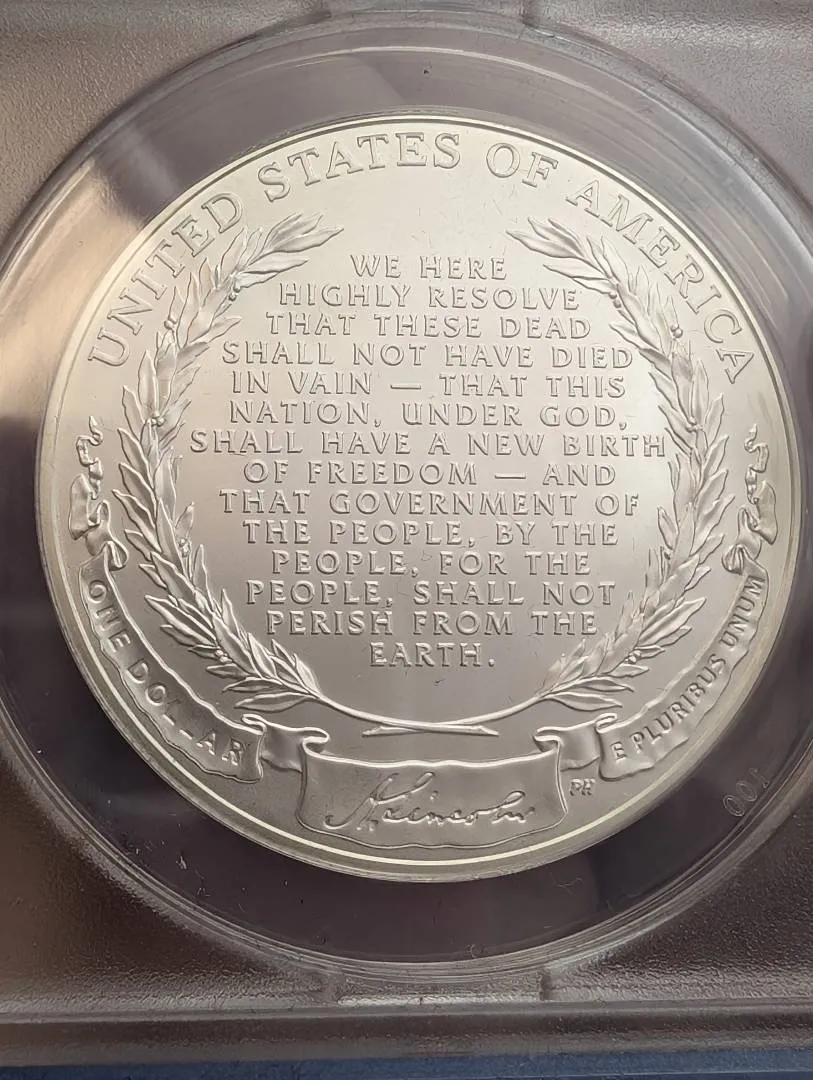 UNITED STATES OF AMERICA
WE HERE
HIGHLY RESOLVE
THAT THESE DEAD
SHALL NOT HAVE DIED
IN VAIN — THAT THIS
NATION, UNDER GOD,
SHALL HAVE A NEW BIRTH
OF FREEDOM — AND
THAT GOVERNMENT OF
THE PEOPLE, BY THE
PEOPLE, FOR THE
PEOPLE, SHALL NOT
PERISH FROM THE
EARTH.
ONE DOLLAR
E PLURIBUS UNUM
A. Lincoln
PH